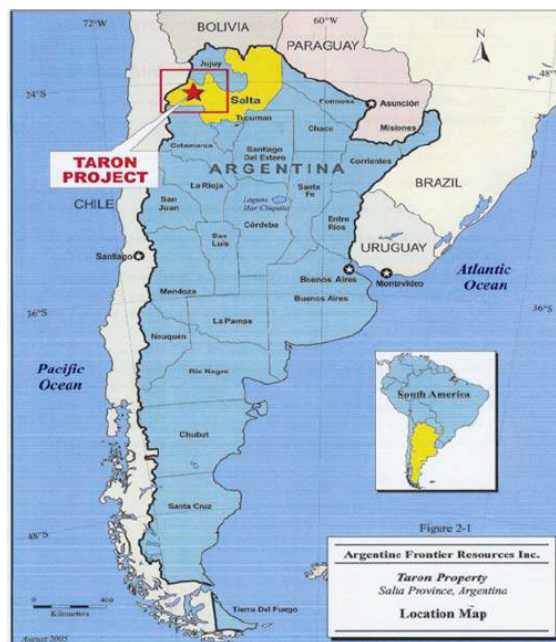 72°W
60°W
BOLIVIA
PARAGUAY
N
Jujuy
24°S
24°S
Salta
Formosa
Asunción
Tucuman
Chaco
Misiones
TARON
PROJECT
Catamarca
Santiago
Del Estero
Corrientes
ARGENTINA
La Rioja
Santa
Fe
BRAZIL
CHILE
San
Juan
Laguna
Mar Chiquita
Córdoba
Entre
Rios
San
Luis
URUGUAY
Santiago
Atlantic
Ocean
Buenos Aires
Montevideo
Mendoza
Buenos Aires
36°S
36°S
La Pampa
Neuquén
Pacific
Ocean
Rio Negro
South America
Chubut
Santa Cruz
Figure 2-1
48°S
Argentine Frontier Resources Inc.
Taron Property
Salta Province, Argentina
Location Map
0
400
Kilometers
Tierra Del Fuego
August 2005